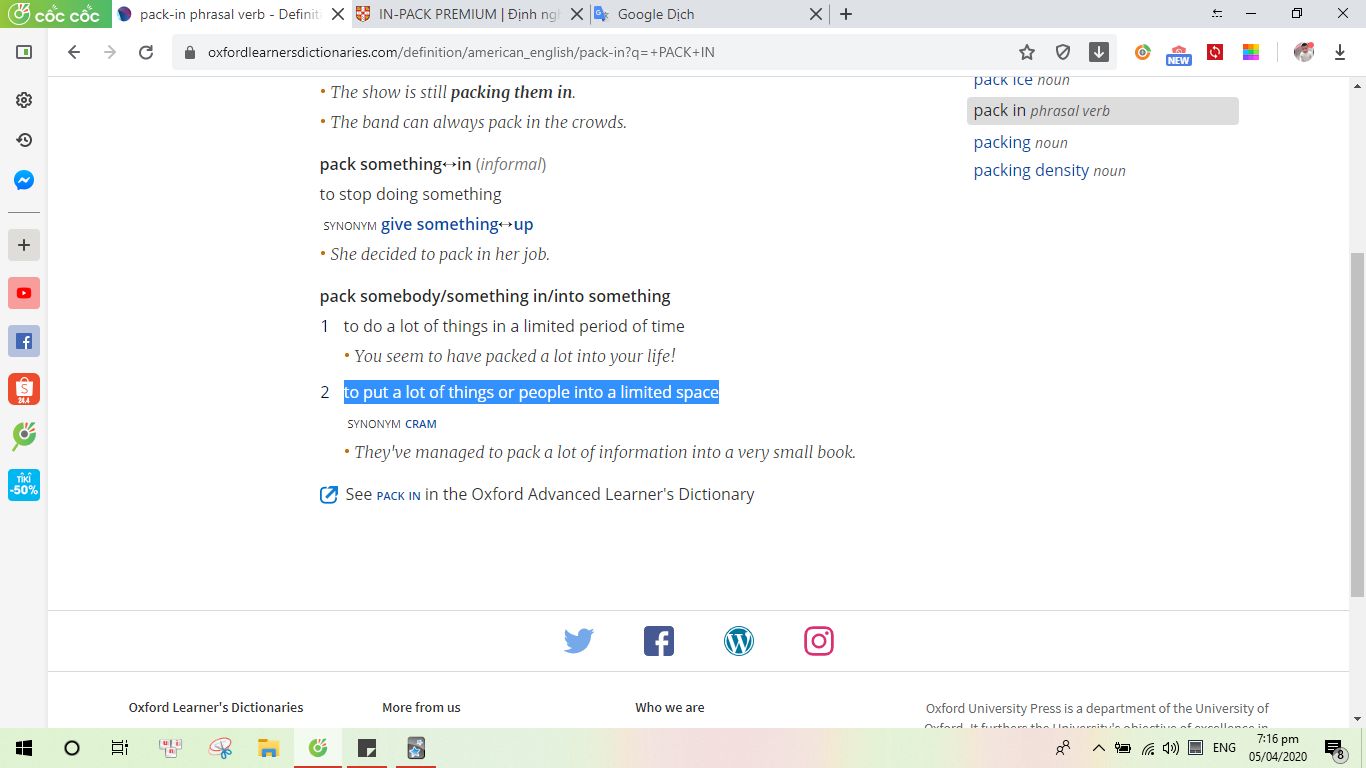 cốc cốc
pack-in phrasal verb - Definiti
IN-PACK PREMIUM | Định ngh
Google Dịch
oxfordlearnersdictionaries.com/definition/american_english/pack-in?q=+PACK+IN
NEW
• The show is still packing them in.
• The band can always pack in the crowds.
pack something↔in (informal)
to stop doing something
SYNONYM give something↔up
• She decided to pack in her job.
pack somebody/something in/into something
1 to do a lot of things in a limited period of time
• You seem to have packed a lot into your life!
2 to put a lot of things or people into a limited space
SYNONYM CRAM
• They've managed to pack a lot of information into a very small book.
See PACK IN in the Oxford Advanced Learner's Dictionary
pack ice noun
pack in phrasal verb
packing noun
packing density noun
24.4
TIKI
-50%
Oxford Learner's Dictionaries
More from us
Who we are
Oxford University Press is a department of the University of
Oxford. It furthers the University's objective of excellence in
ENG
7:16 pm
05/04/2020
8